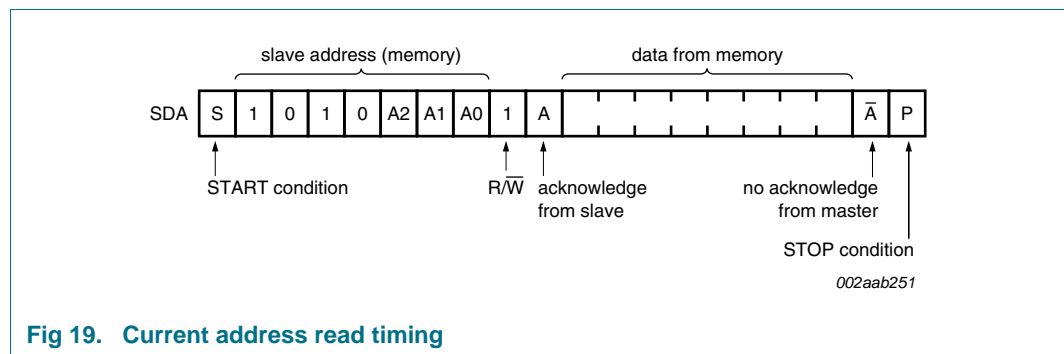 slave address (memory) data from memory
SDA S 1 0 1 0 A2 A1 A0 1 A A̅ P
START condition R/W̅ acknowledge from slave no acknowledge from master
STOP condition
002aab251
Fig 19. Current address read timing